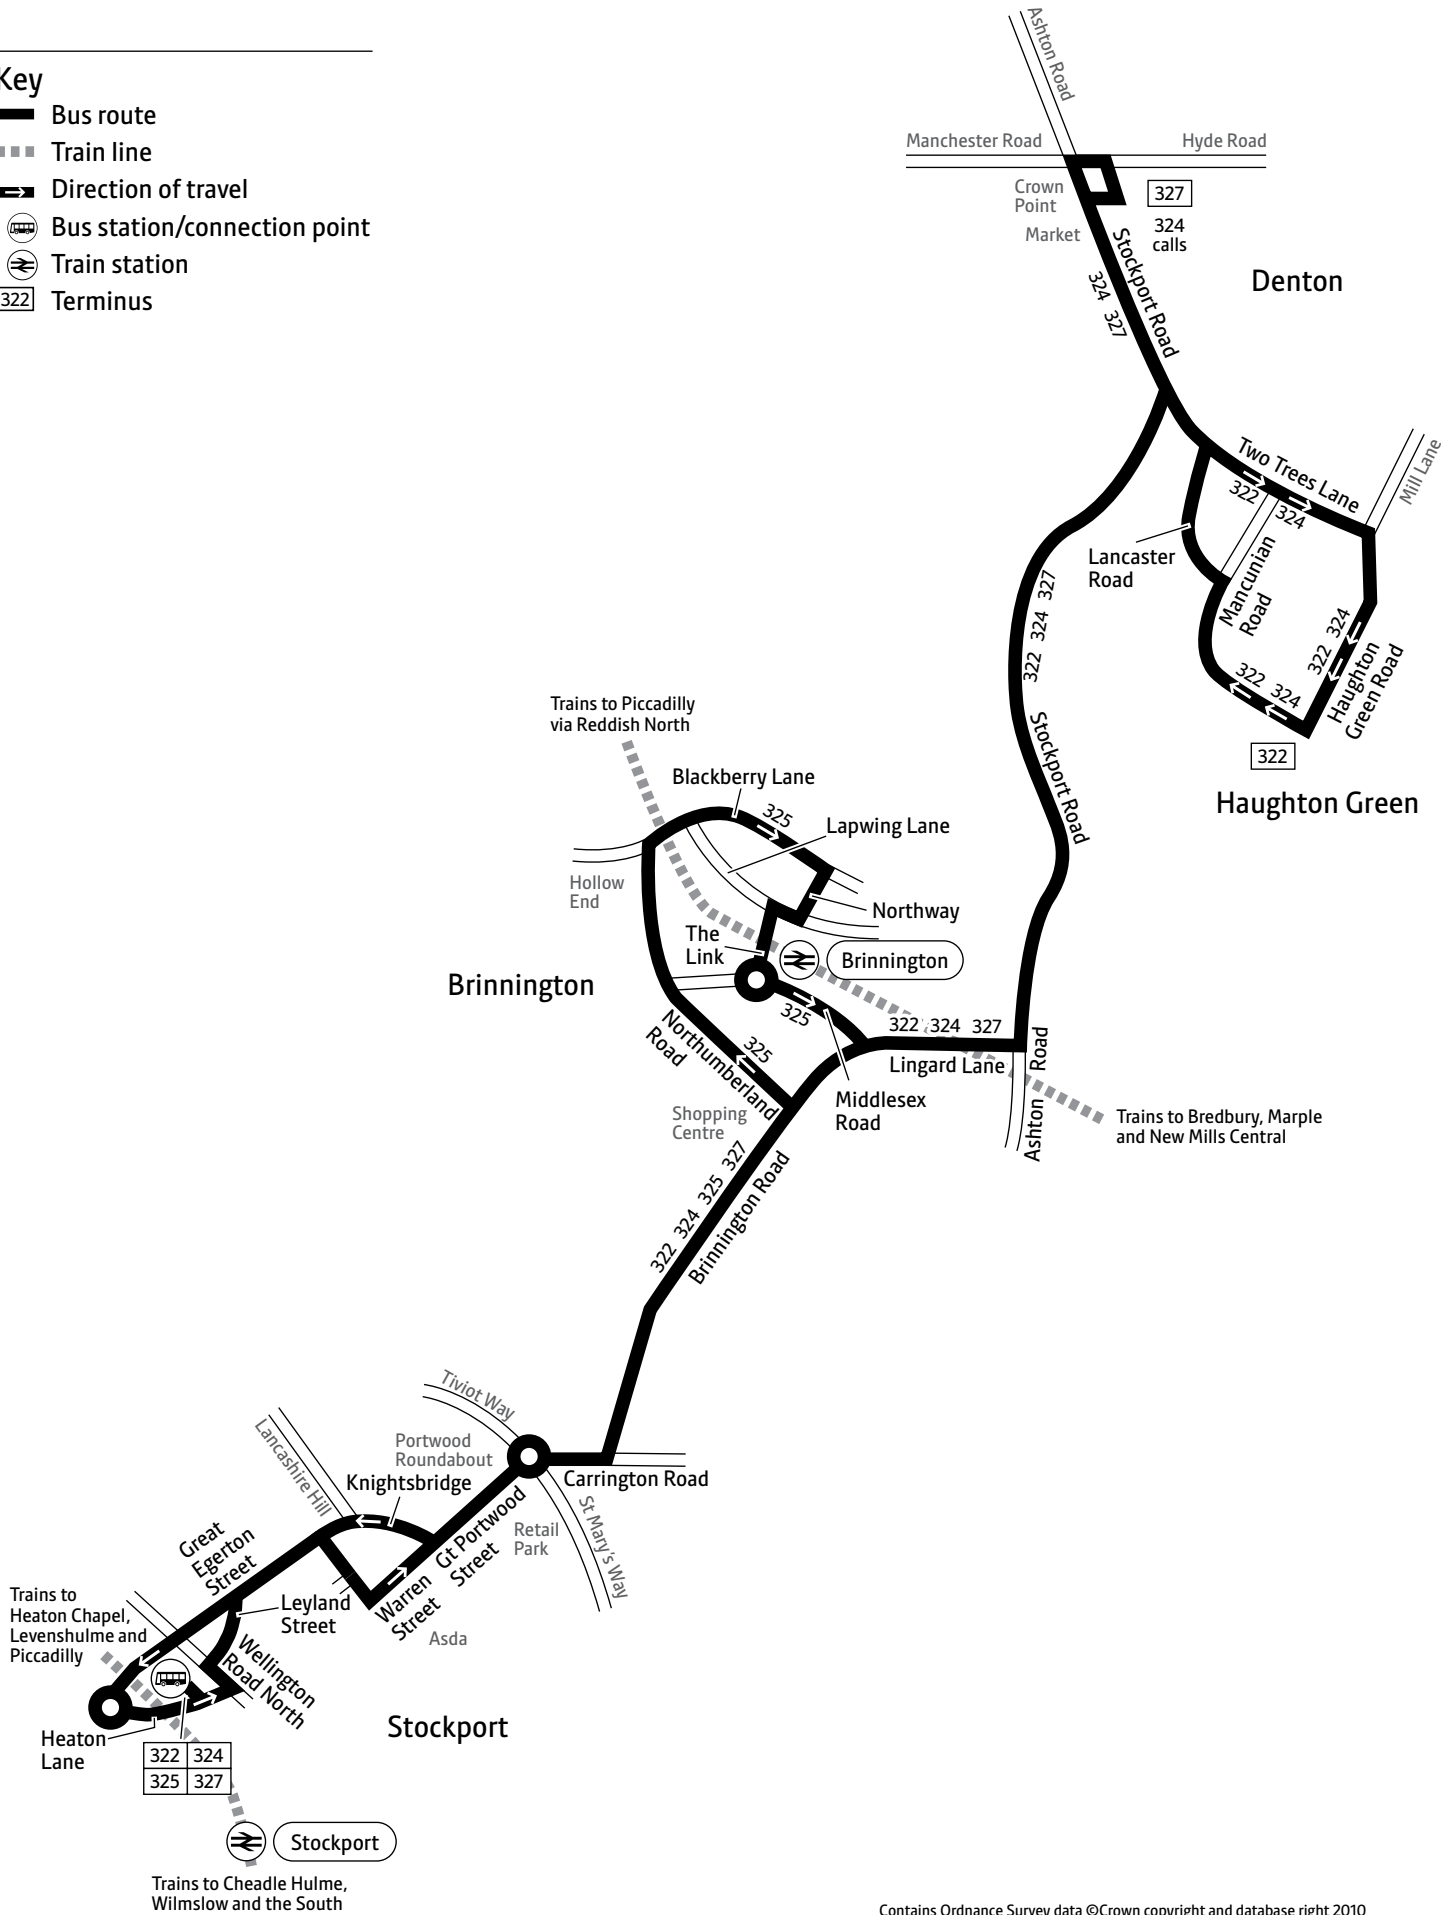 Key
Bus route
Train line
Direction of travel
Bus station/connection point
Train station
322 Terminus
Ashton Road
Manchester Road
Hyde Road
Crown
Point
Market
327
324
calls
Stockport Road
324 327
Denton
Two Trees Lane
322
324
Mill Lane
Lancaster
Road
Mancunian
Road
322 324
Haughton
Green Road
322 324
322
Haughton Green
322 324 327
Stockport Road
Trains to Piccadilly
via Reddish North
Blackberry Lane
325
Lapwing Lane
Hollow
End
Northway
The
Link
Brinnington
Brinnington
325
Northumberland
Road
325
322 324 327
Lingard Lane
Ashton Road
Middlesex
Road
Shopping
Centre
Trains to Bredbury, Marple
and New Mills Central
322 324 325 327
Brinnington Road
Tiviot Way
Portwood
Roundabout
Lancashire Hill
Knightsbridge
Carrington Road
Gt Portwood
Street
Retail
Park
St Mary's Way
Great
Egerton
Street
Leyland
Street
Warren
Street
Asda
Trains to
Heaton Chapel,
Levenshulme and
Piccadilly
Wellington
Road North
Stockport
Heaton
Lane
322 324
325 327
Stockport
Trains to Cheadle Hulme,
Wilmslow and the South
Contains Ordnance Survey data ©Crown copyright and database right 2010